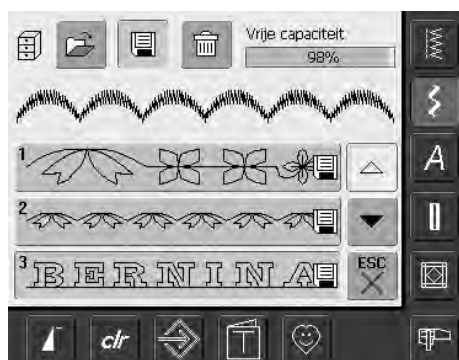 Vrije capaciteit
98%
1
2
3 BERNINA
ESC
A
clr
T